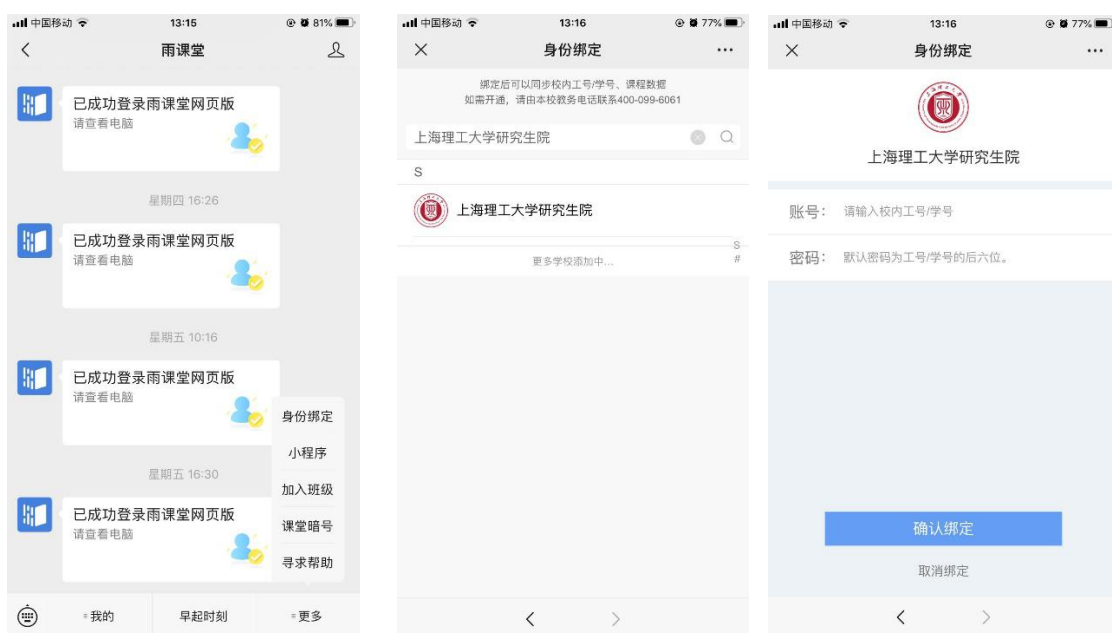 中国移动
13:15
81%
雨课堂
已成功登录雨课堂网页版
请查看电脑
星期四 16:26
已成功登录雨课堂网页版
请查看电脑
星期五 10:16
已成功登录雨课堂网页版
请查看电脑
星期五 16:30
已成功登录雨课堂网页版
请查看电脑
身份绑定
小程序
加入班级
课堂暗号
寻求帮助
我的
早起时刻
更多
中国移动
13:16
77%
身份绑定
绑定后可以同步校内工号/学号、课程数据
如需开通，请由本校教务电话联系400-099-6061
上海理工大学研究生院
S
上海理工大学研究生院
S
#
更多学校添加中...
中国移动
13:16
77%
身份绑定
上海理工大学研究生院
账号： 请输入校内工号/学号
密码： 默认密码为工号/学号的后六位。
确认绑定
取消绑定